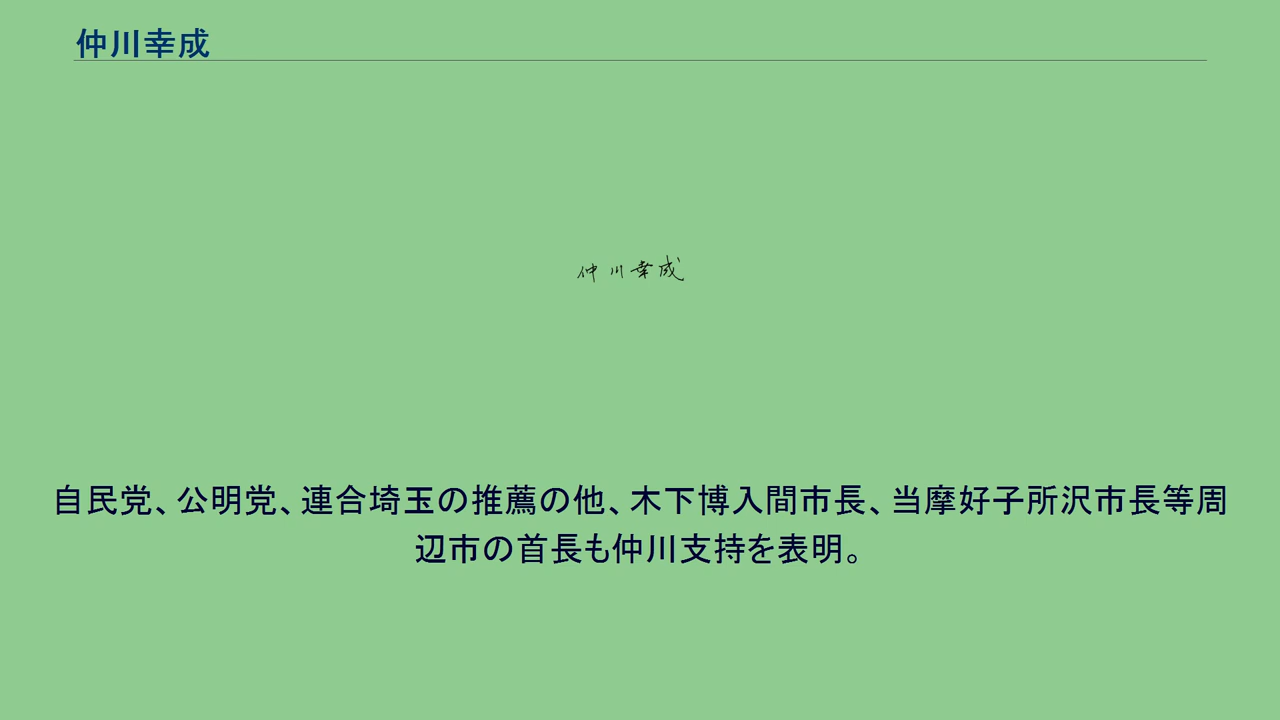 仲川幸成
仲川幸成
自民党、公明党、連合埼玉の推薦の他、木下博入間市長、当摩好子所沢市長等周
辺市の首長も仲川支持を表明。